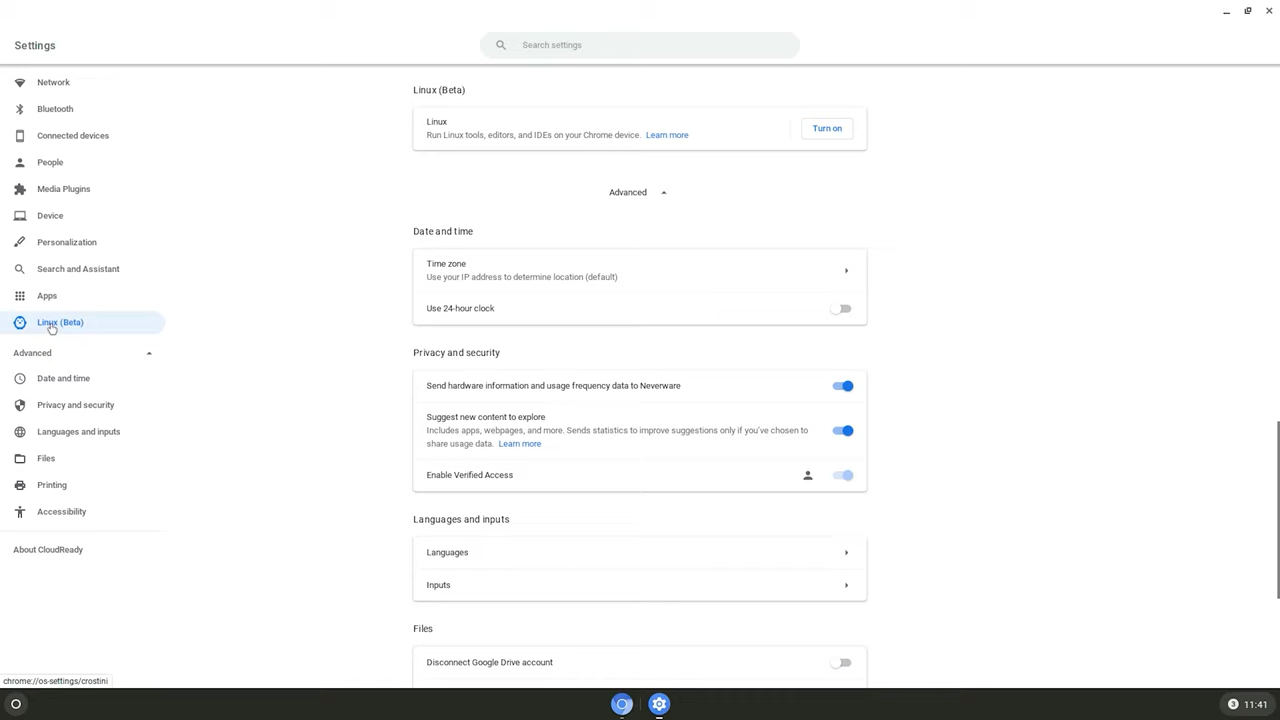 Settings
Search settings
Network
Bluetooth
Connected devices
People
Media Plugins
Device
Personalization
Search and Assistant
Apps
Linux (Beta)
Advanced
Date and time
Privacy and security
Languages and inputs
Files
Printing
Accessibility
About CloudReady
Linux (Beta)
Linux
Run Linux tools, editors, and IDEs on your Chrome device. Learn more
Turn on
Advanced
Date and time
Time zone
Use your IP address to determine location (default)
Use 24-hour clock
Privacy and security
Send hardware information and usage frequency data to Neverware
Suggest new content to explore
Includes apps, webpages, and more. Sends statistics to improve suggestions only if you've chosen to
share usage data. Learn more
Enable Verified Access
Languages and inputs
Languages
Inputs
Files
Disconnect Google Drive account
chrome://os-settings/crostini
3 11:41